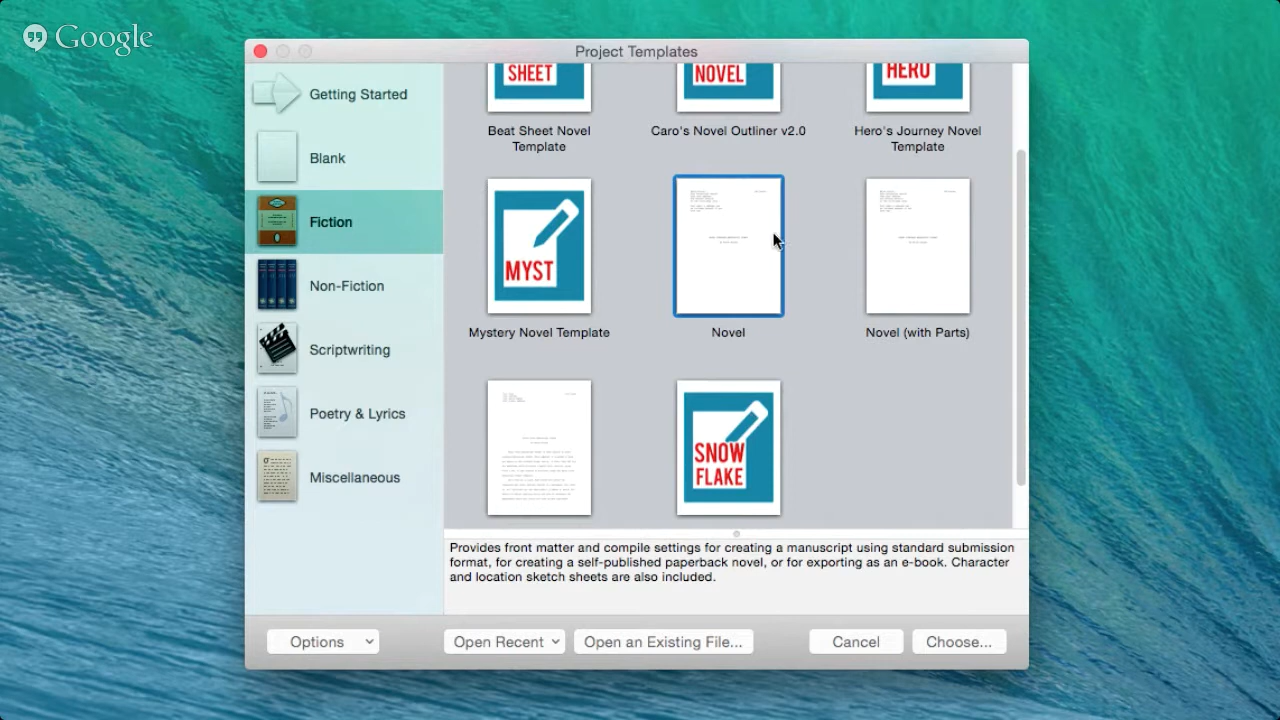 Google
Project Templates
Getting Started
Blank
Fiction
Non-Fiction
Scriptwriting
Poetry & Lyrics
Miscellaneous
SHEET
NOVEL
HERO
Beat Sheet Novel
Template
Caro's Novel Outliner v2.0
Hero's Journey Novel
Template
MYST
Mystery Novel Template
Novel
Novel (with Parts)
SNOW
FLAKE
Provides front matter and compile settings for creating a manuscript using standard submission
format, for creating a self-published paperback novel, or for exporting as an e-book. Character
and location sketch sheets are also included.
Options
Open Recent
Open an Existing File...
Cancel
Choose...